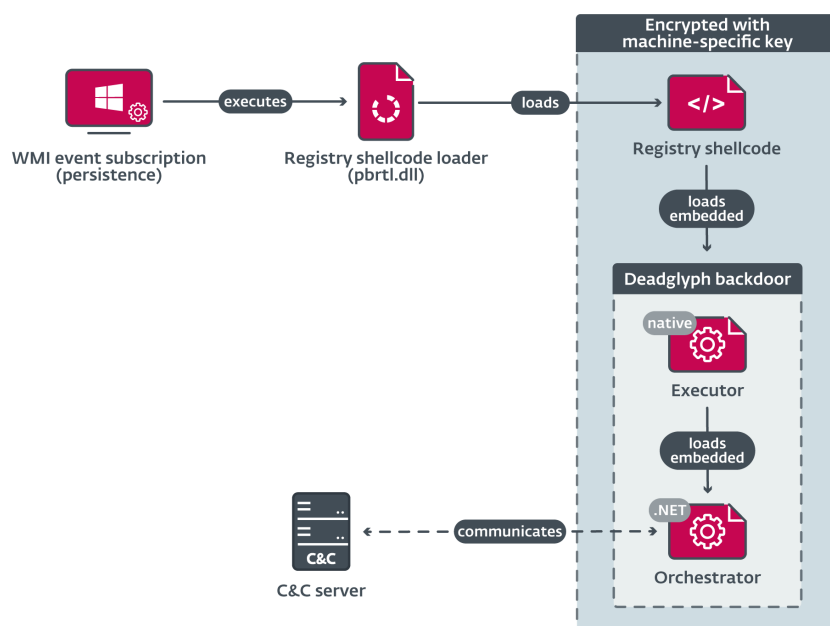 Encrypted with
machine-specific key
executes
loads
</>
WMI event subscription
(persistence)
Registry shellcode loader
(pbrtl.dll)
Registry shellcode
loads
embedded
Deadglyph backdoor
native
Executor
loads
embedded
.NET
Orchestrator
communicates
C&C
C&C server